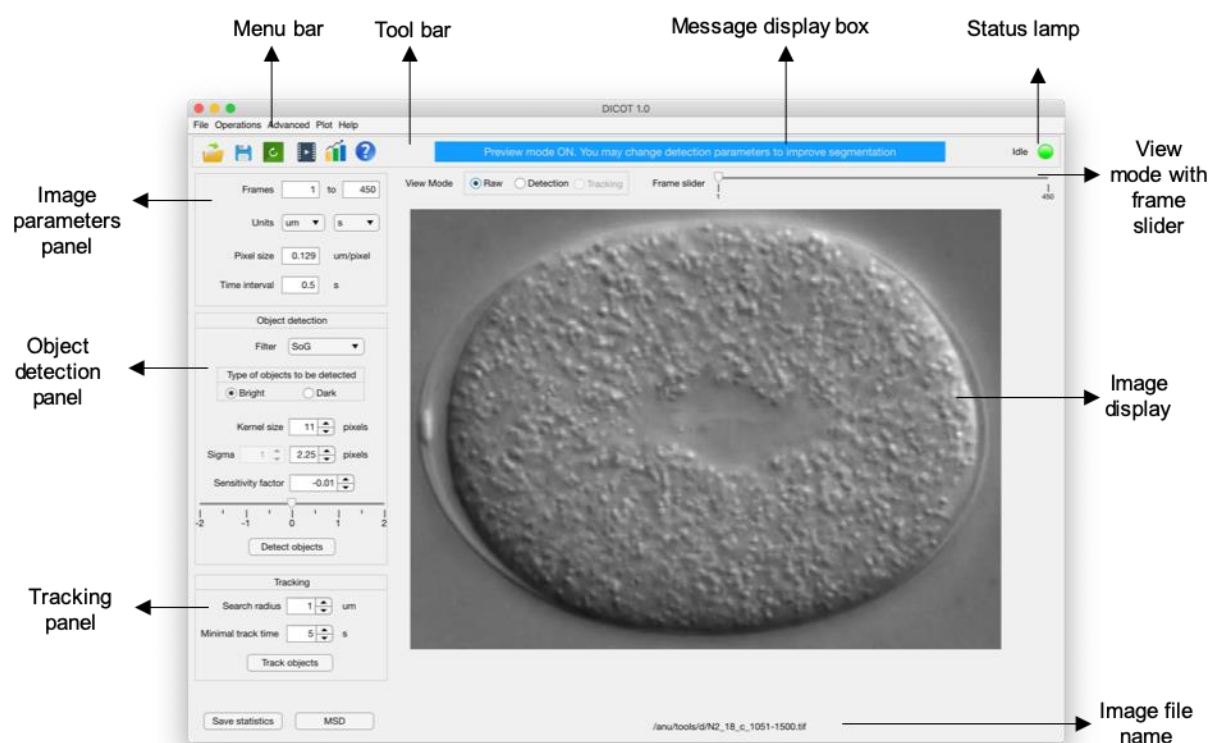 Menu bar
Tool bar
Message display box
Status lamp
DICOT 1.0
File Operations Advanced Plot Help
Preview mode ON. You may change detection parameters to improve segmentation
Idle
View
mode with
frame
slider
Image
parameters
panel
Frames 1 to 450
Units um s
Pixel size 0.129 um/pixel
Time interval 0.5 s
View Mode Raw Detection Tracking
Frame slider
1 450
Object
detection
panel
Object detection
Filter SoG
Type of objects to be detected
Bright Dark
Kernel size 11 pixels
Sigma 1 2.25 pixels
Sensitivity factor -0.01
-2 -1 0 1 2
Detect objects
Image
display
Tracking
panel
Tracking
Search radius 1 um
Minimal track time 5 s
Track objects
Save statistics MSD
/anu/tools/d/N2_18_c_1051-1500.tif
Image file
name